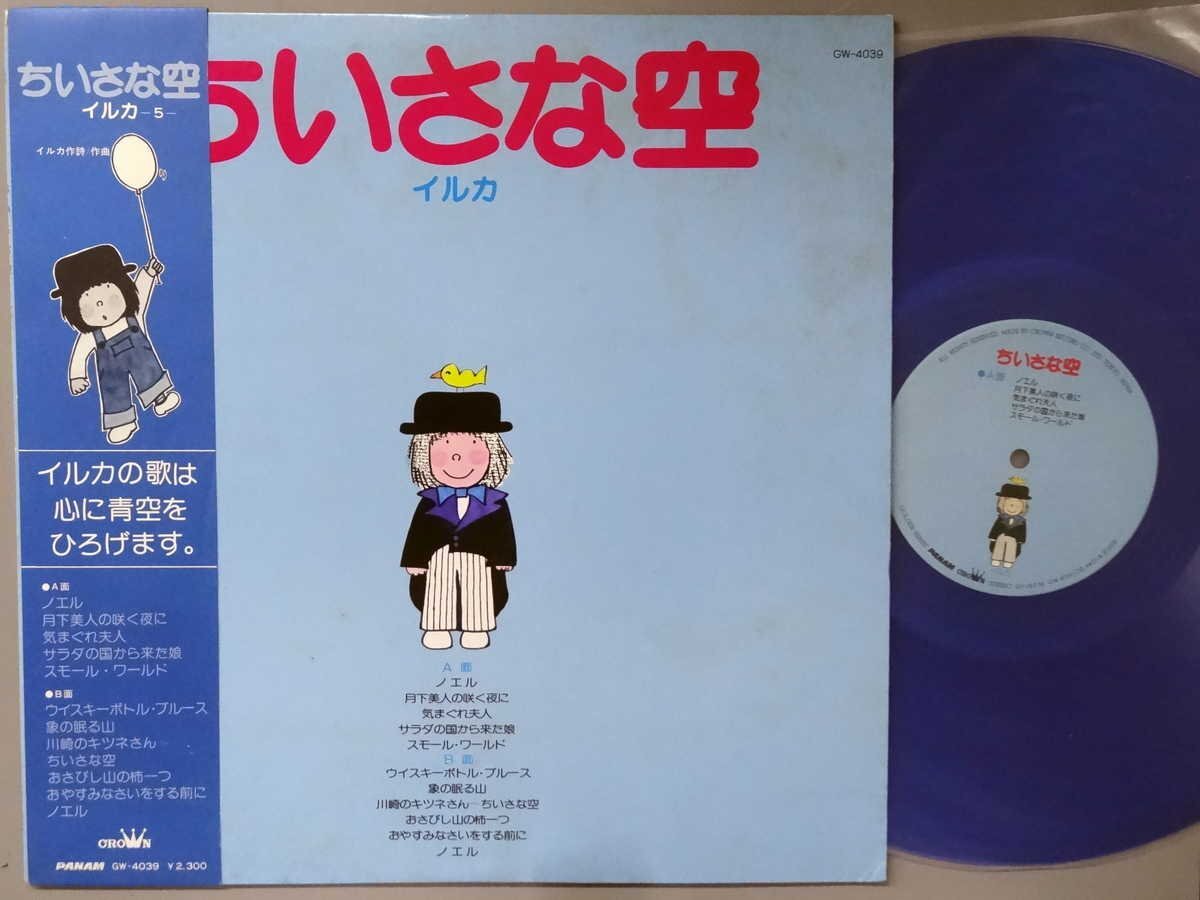 ちいさな空
イルカ－5－
イルカ作詩/作曲
イルカの歌は
心に青空を
ひろげます。
●A面
ノエル
月下美人の咲く夜に
気まぐれ夫人
サラダの国から来た娘
スモール・ワールド
●B面
ウイスキーボトル・ブルース
象の眠る山
川崎のキツネさん
ちいさな空
おさびし山の柿一つ
おやすみなさいをする前に
ノエル
CROWN
PANAM GW-4039 ¥2,300
GW-4039
ちいさな空
イルカ
A 面
ノエル
月下美人の咲く夜に
気まぐれ夫人
サラダの国から来た娘
スモール・ワールド
B 面
ウイスキーボトル・ブルース
象の眠る山
川崎のキツネさん－ちいさな空
おさびし山の柿一つ
おやすみなさいをする前に
ノエル
ちいさな空
●A面
ノエル
月下美人の咲く夜に
気まぐれ夫人
サラダの国から来た娘
スモール・ワールド
PANAM CROWN